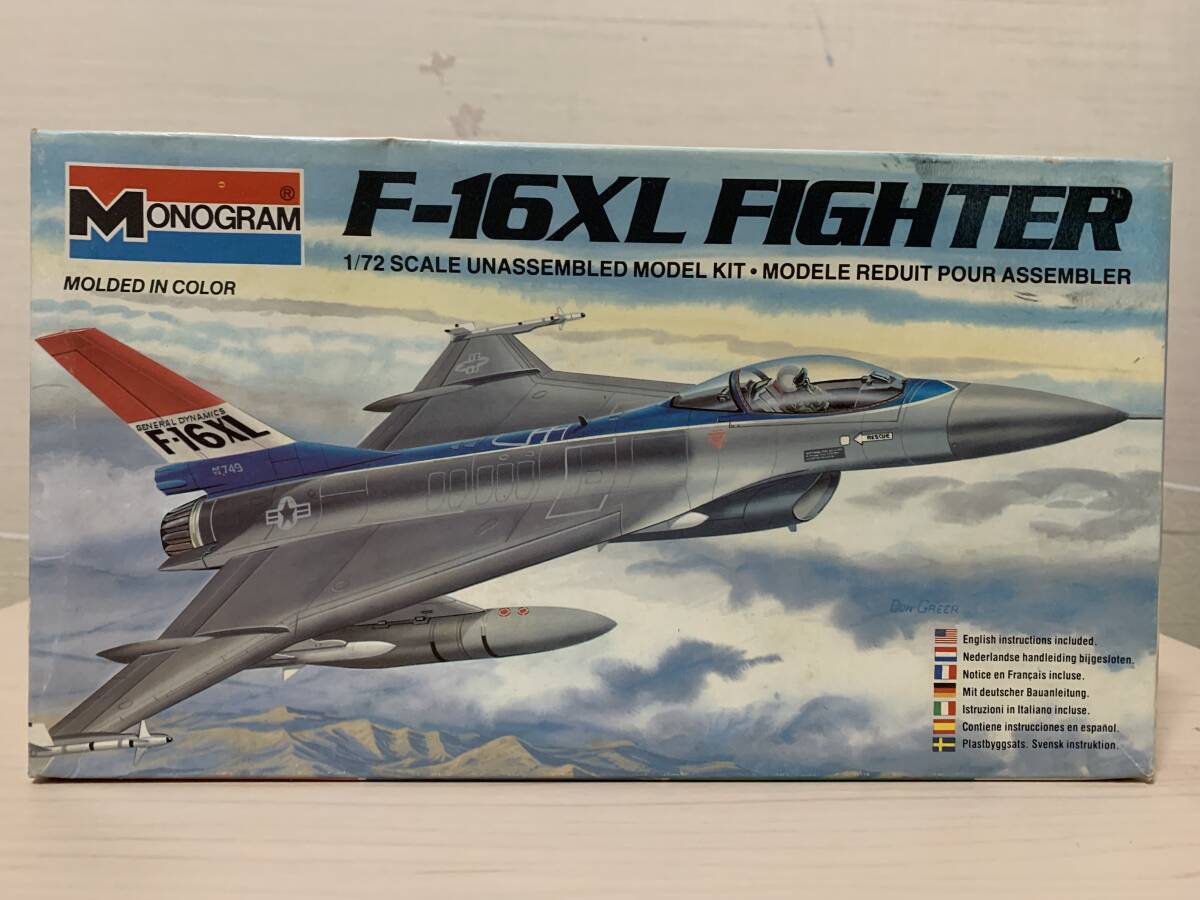 MONOGRAM®
F-16XL FIGHTER
1/72 SCALE UNASSEMBLED MODEL KIT • MODELE REDUIT POUR ASSEMBLER
MOLDED IN COLOR
GENERAL DYNAMICS
F-16XL
749
RESCUE
DON GREER
English instructions included.
Nederlandse handleiding bijgesloten.
Notice en Français incluse.
Mit deutscher Bauanleitung.
Istruzioni in Italiano incluse.
Contiene instrucciones en español.
Plastbyggsats. Svensk instruktion.